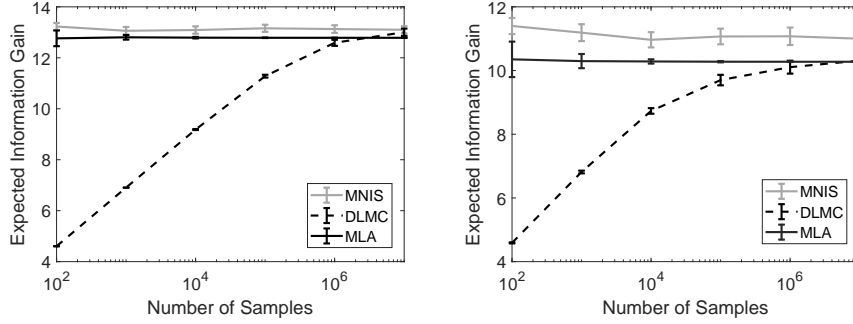 14
12
10
8
6
4
10^2
10^4
10^6
Expected Information Gain
Number of Samples
MNIS
DLMC
MLA
12
10
8
6
4
10^2
10^4
10^6
Expected Information Gain
Number of Samples
MNIS
DLMC
MLA